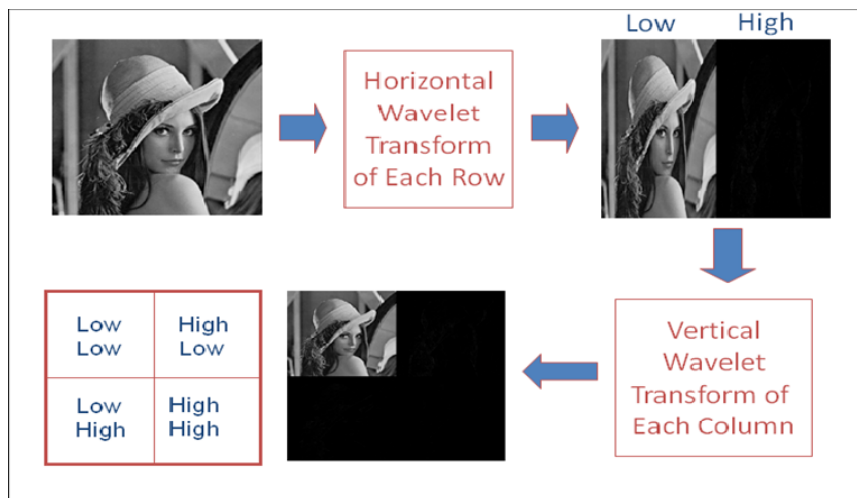 Low High
Horizontal
Wavelet
Transform
of Each Row
Low
Low
High
Low
Low
High
High
High
Vertical
Wavelet
Transform of
Each Column